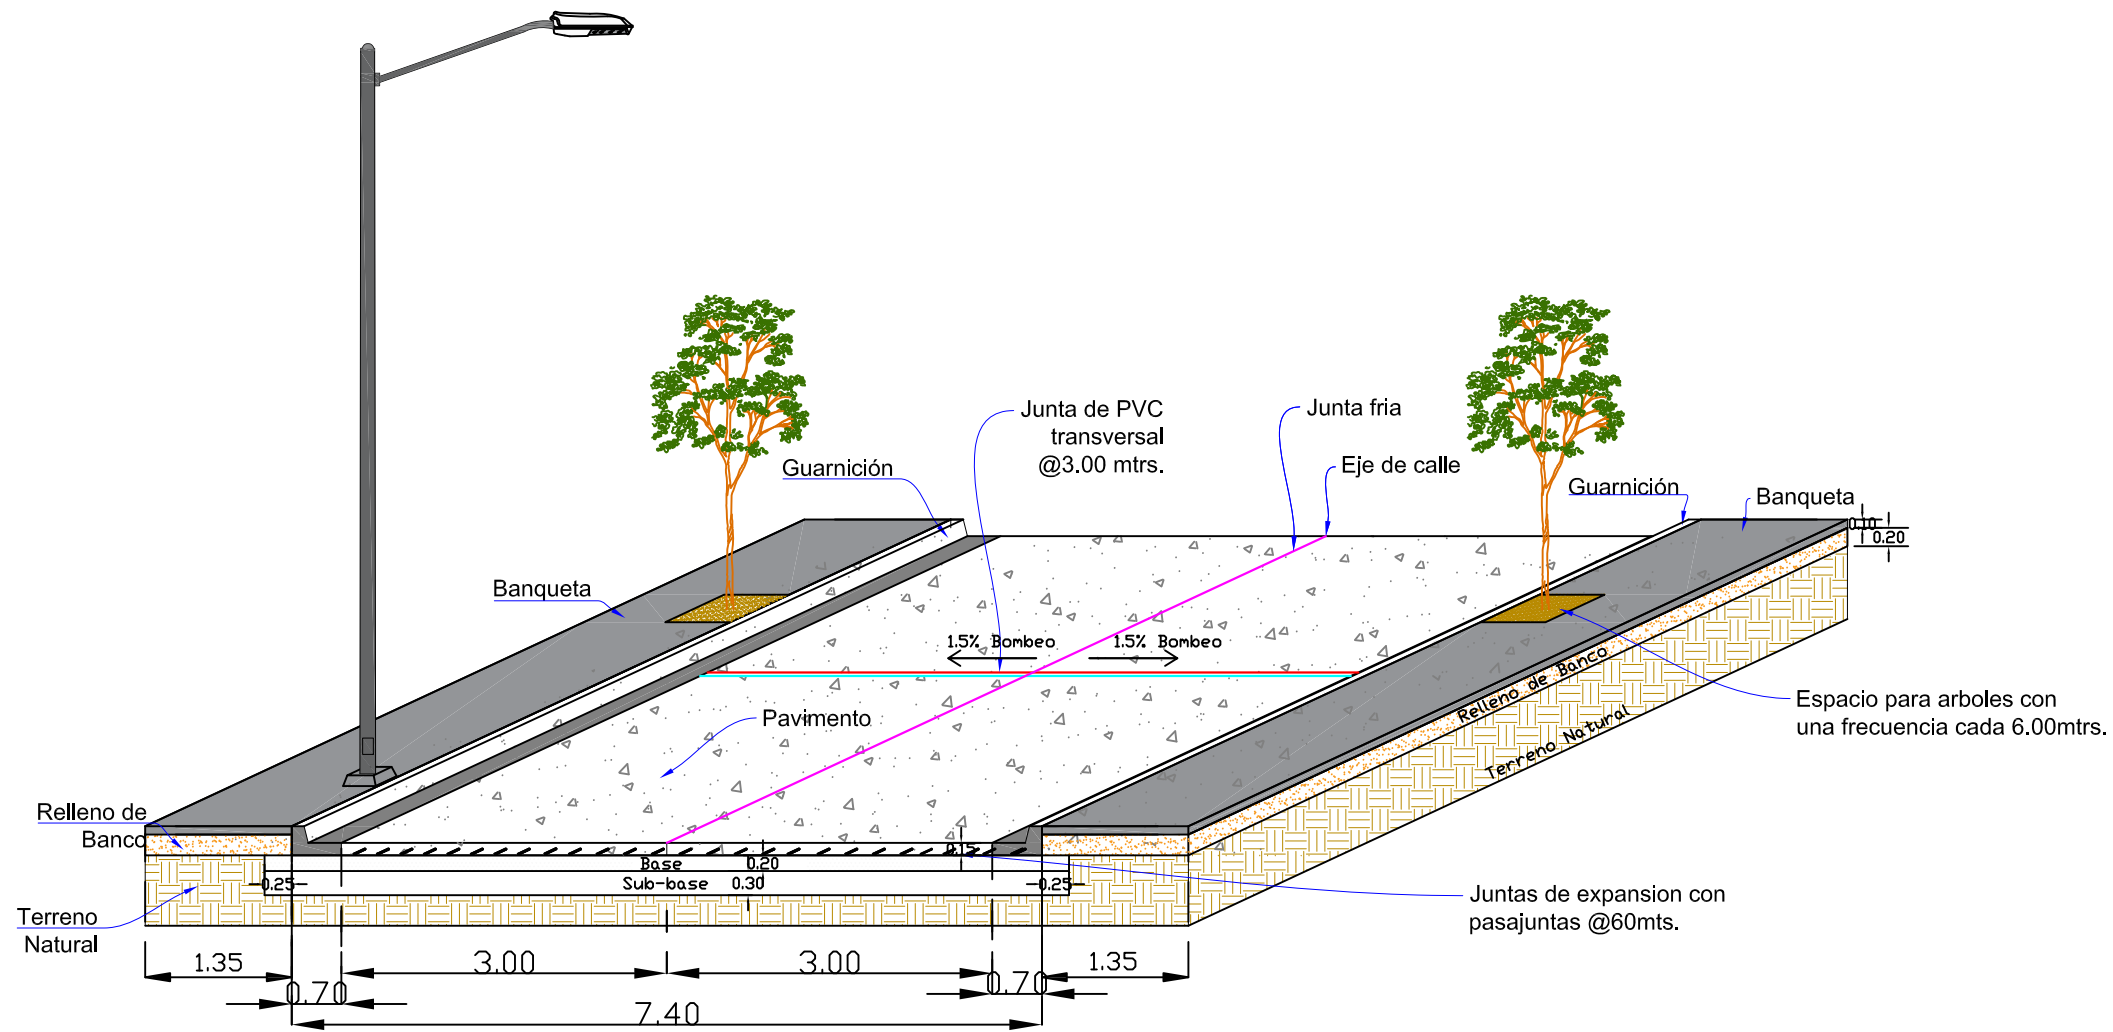 Junta de PVC
transversal
@3.00 mtrs.
Junta fria
Eje de calle
Guarnición
Guarnición
Banqueta
0.10
0.20
Banqueta
1.5% Bombeo
1.5% Bombeo
Relleno de Banco
Terreno Natural
Espacio para arboles con
una frecuencia cada 6.00mtrs.
Pavimento
Relleno de
Banco
0.15
Base 0.20
Sub-base 0.30
-0.25-
-0.25-
Juntas de expansion con
pasajuntas @60mts.
Terreno
Natural
1.35
3.00
3.00
1.35
0.70
0.70
7.40